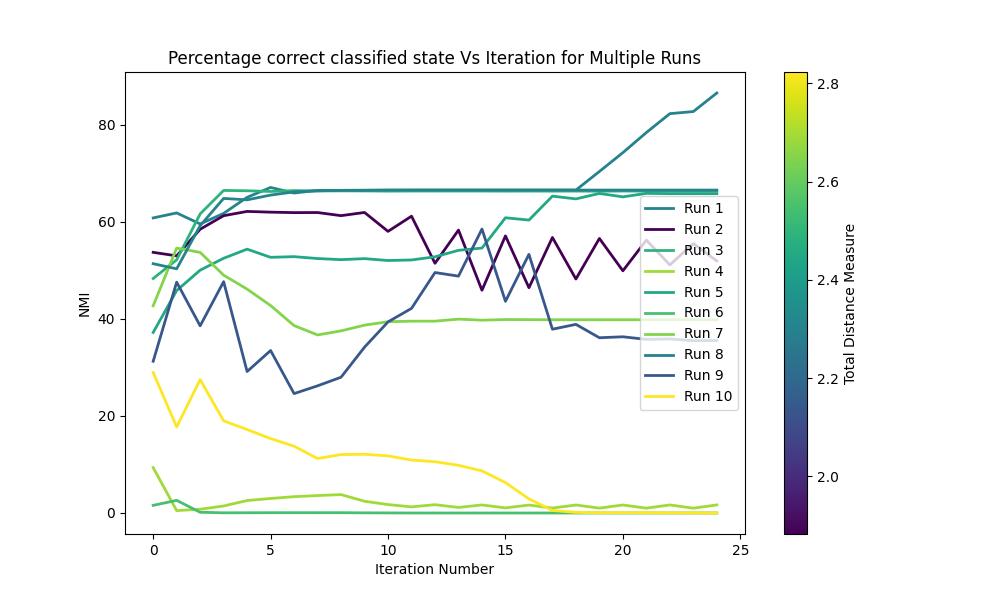 Percentage correct classified state Vs Iteration for Multiple Runs
NMI
80
60
40
20
0
0
5
10
15
20
25
Iteration Number
Run 1
Run 2
Run 3
Run 4
Run 5
Run 6
Run 7
Run 8
Run 9
Run 10
2.8
2.6
2.4
2.2
2.0
Total Distance Measure